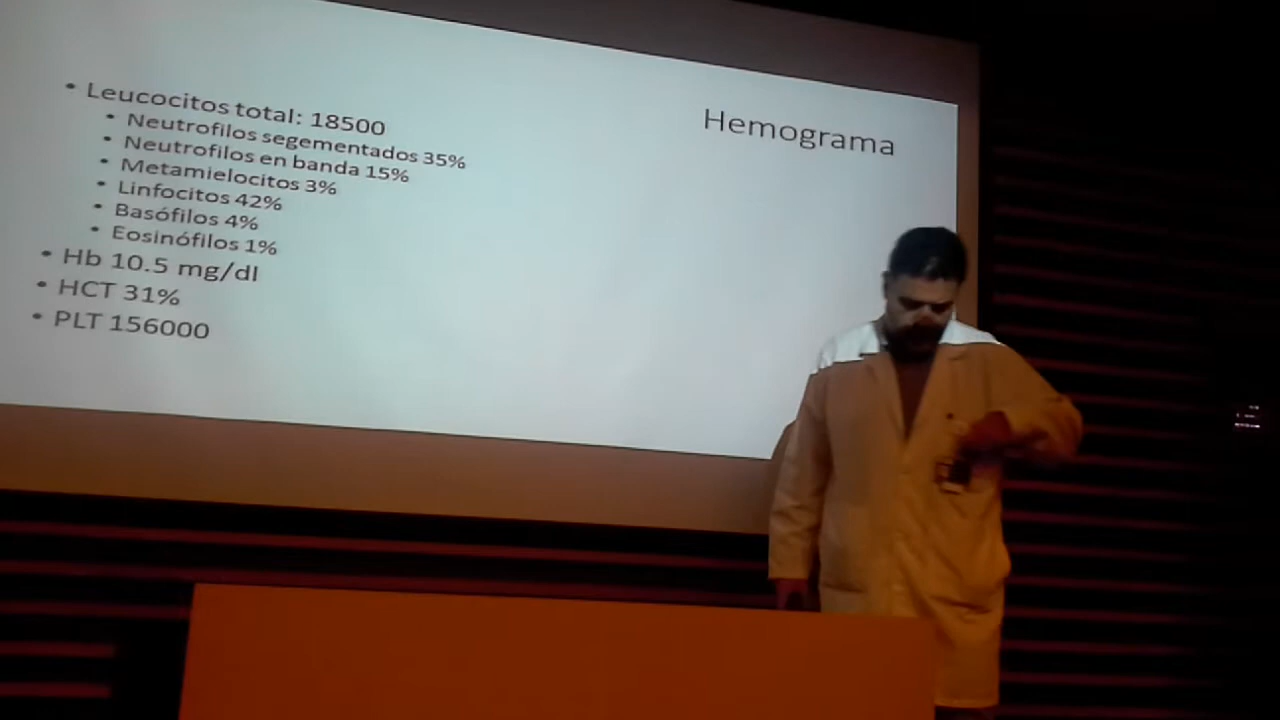 Hemograma
• Leucocitos total: 18500
• Neutrofilos segementados 35%
• Neutrofilos en banda 15%
• Metamielocitos 3%
• Linfocitos 42%
• Basófilos 4%
• Eosinófilos 1%
• Hb 10.5 mg/dl
• HCT 31%
• PLT 156000